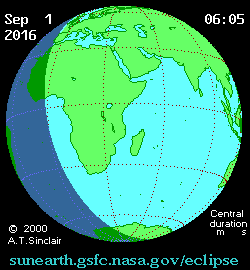 Sep 1 06:05
2016
© 2000
A.T.Sinclair
Central
duration
m s
sunearth.gsfc.nasa.gov/eclipse